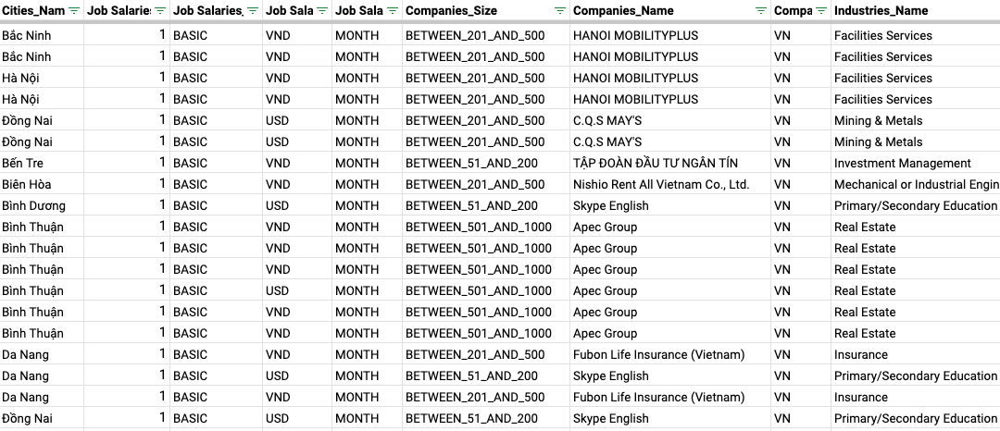 Cities_Nam Job Salaries Job Salaries_ Job Sala Job Sala Companies_Size Companies_Name Compa Industries_Name
Bắc Ninh 1 BASIC VND MONTH BETWEEN_201_AND_500 HANOI MOBILITYPLUS VN Facilities Services
Bắc Ninh 1 BASIC VND MONTH BETWEEN_201_AND_500 HANOI MOBILITYPLUS VN Facilities Services
Hà Nội 1 BASIC VND MONTH BETWEEN_201_AND_500 HANOI MOBILITYPLUS VN Facilities Services
Hà Nội 1 BASIC VND MONTH BETWEEN_201_AND_500 HANOI MOBILITYPLUS VN Facilities Services
Đồng Nai 1 BASIC USD MONTH BETWEEN_201_AND_500 C.Q.S MAY'S VN Mining & Metals
Đồng Nai 1 BASIC USD MONTH BETWEEN_201_AND_500 C.Q.S MAY'S VN Mining & Metals
Bến Tre 1 BASIC VND MONTH BETWEEN_51_AND_200 TẬP ĐOÀN ĐẦU TƯ NGÂN TÍN VN Investment Management
Biên Hòa 1 BASIC VND MONTH BETWEEN_201_AND_500 Nishio Rent All Vietnam Co., Ltd. VN Mechanical or Industrial Engin
Bình Dương 1 BASIC USD MONTH BETWEEN_51_AND_200 Skype English VN Primary/Secondary Education
Bình Thuận 1 BASIC VND MONTH BETWEEN_501_AND_1000 Apec Group VN Real Estate
Bình Thuận 1 BASIC VND MONTH BETWEEN_501_AND_1000 Apec Group VN Real Estate
Bình Thuận 1 BASIC VND MONTH BETWEEN_501_AND_1000 Apec Group VN Real Estate
Bình Thuận 1 BASIC USD MONTH BETWEEN_501_AND_1000 Apec Group VN Real Estate
Bình Thuận 1 BASIC VND MONTH BETWEEN_501_AND_1000 Apec Group VN Real Estate
Bình Thuận 1 BASIC VND MONTH BETWEEN_501_AND_1000 Apec Group VN Real Estate
Da Nang 1 BASIC VND MONTH BETWEEN_201_AND_500 Fubon Life Insurance (Vietnam) VN Insurance
Da Nang 1 BASIC USD MONTH BETWEEN_51_AND_200 Skype English VN Primary/Secondary Education
Da Nang 1 BASIC VND MONTH BETWEEN_201_AND_500 Fubon Life Insurance (Vietnam) VN Insurance
Đồng Nai 1 BASIC USD MONTH BETWEEN_51_AND_200 Skype English VN Primary/Secondary Education